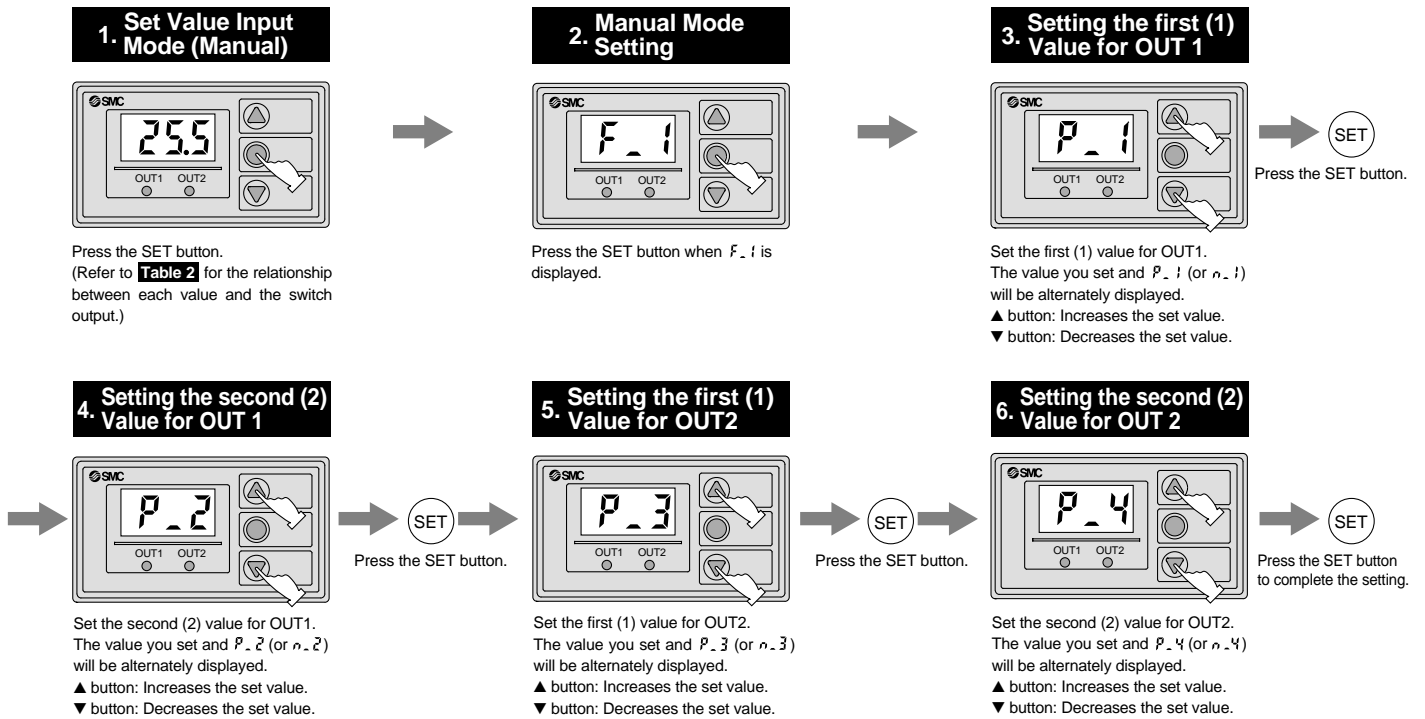 1. Set Value Input
Mode (Manual)
SMC
25.5
OUT1 OUT2
Press the SET button.
(Refer to Table 2 for the relationship
between each value and the switch
output.)
2. Manual Mode
Setting
SMC
F_1
OUT1 OUT2
Press the SET button when F_1 is
displayed.
3. Setting the first (1)
Value for OUT 1
SMC
P_1
OUT1 OUT2
Set the first (1) value for OUT1.
The value you set and P_1 (or n_1)
will be alternately displayed.
▲ button: Increases the set value.
▼ button: Decreases the set value.
SET
Press the SET button.
4. Setting the second (2)
Value for OUT 1
SMC
P_2
OUT1 OUT2
Set the second (2) value for OUT1.
The value you set and P_2 (or n_2)
will be alternately displayed.
▲ button: Increases the set value.
▼ button: Decreases the set value.
SET
Press the SET button.
5. Setting the first (1)
Value for OUT2
SMC
P_3
OUT1 OUT2
Set the first (1) value for OUT2.
The value you set and P_3 (or n_3)
will be alternately displayed.
▲ button: Increases the set value.
▼ button: Decreases the set value.
SET
Press the SET button.
6. Setting the second (2)
Value for OUT 2
SMC
P_4
OUT1 OUT2
Set the second (2) value for OUT2.
The value you set and P_4 (or n_4)
will be alternately displayed.
▲ button: Increases the set value.
▼ button: Decreases the set value.
SET
Press the SET button
to complete the setting.